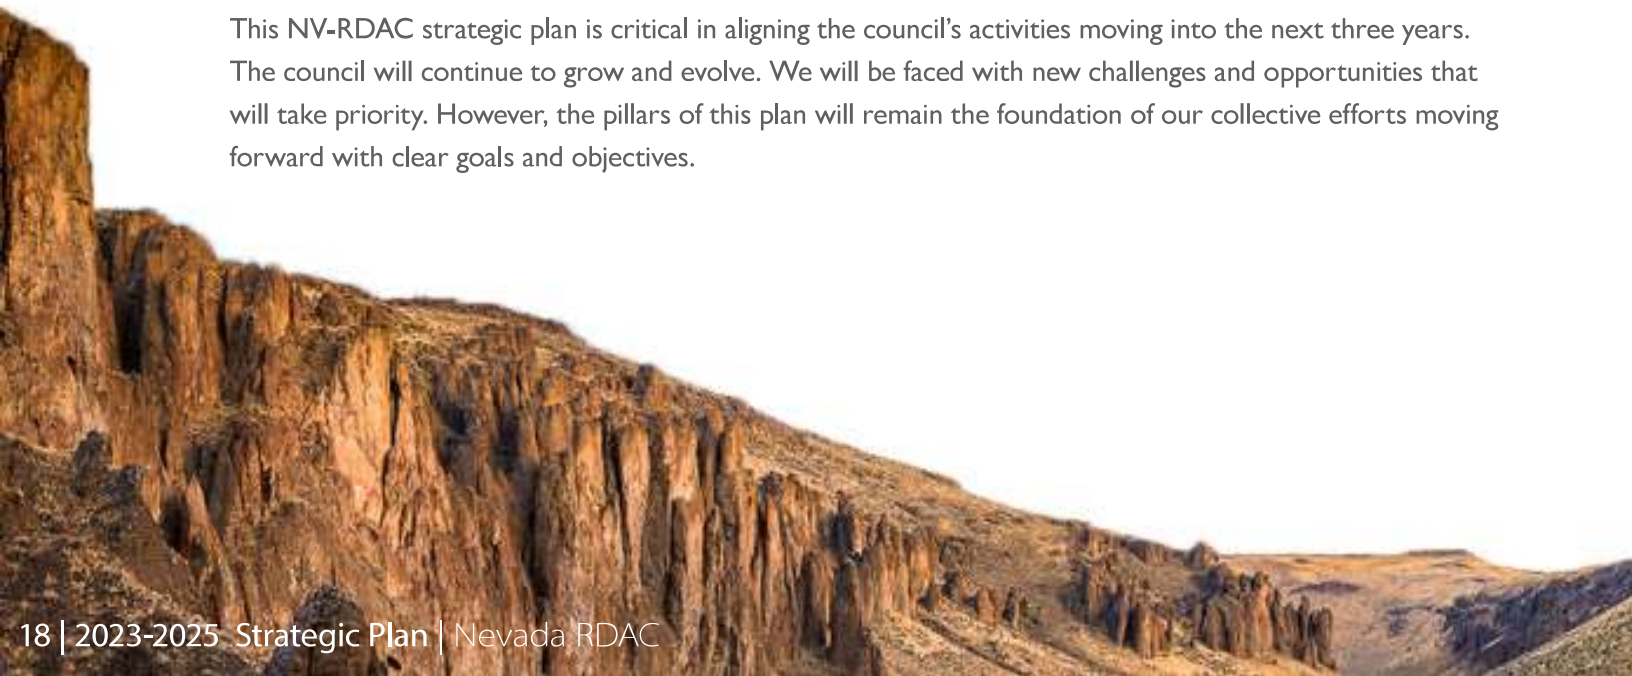 This NV-RDAC strategic plan is critical in aligning the council’s activities moving into the next three years.
The council will continue to grow and evolve. We will be faced with new challenges and opportunities that
will take priority. However, the pillars of this plan will remain the foundation of our collective efforts moving
forward with clear goals and objectives.
18 | 2023-2025 Strategic Plan | Nevada RDAC